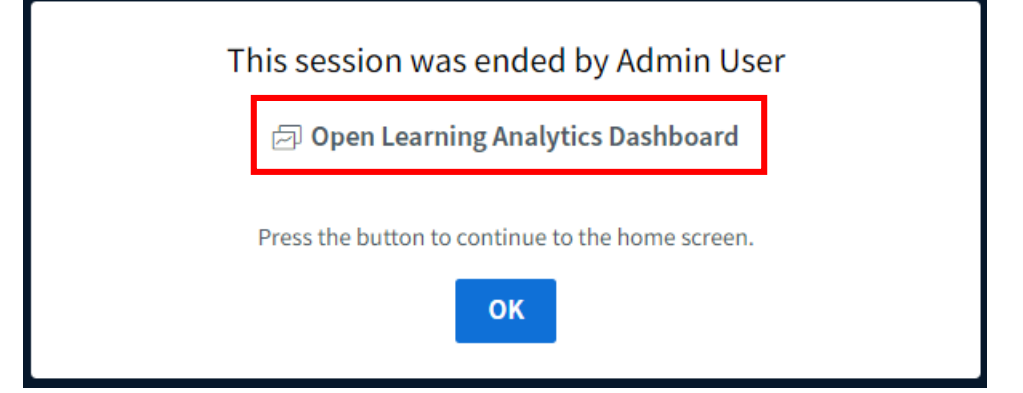 This session was ended by Admin User
Open Learning Analytics Dashboard
Press the button to continue to the home screen.
OK